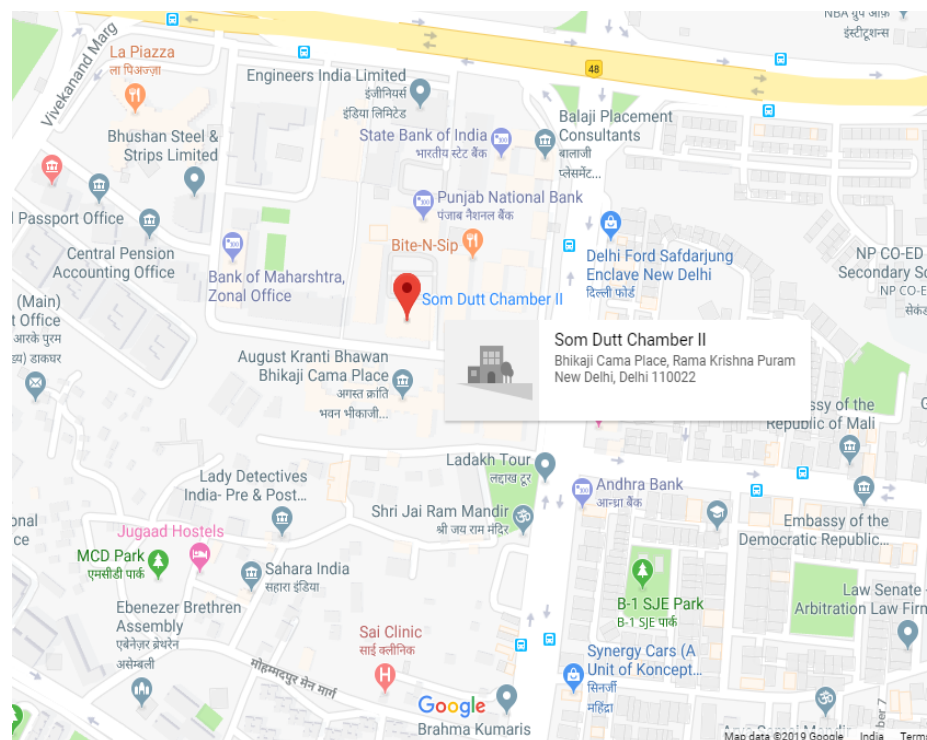 NBA ग्रुप ऑफ़
इंस्टीटूशन्स
Vivekanand Marg
La Piazza
ला पिअज़्ज़ा
48
Engineers India Limited
इंजीनियर्स
इंडिया लिमिटेड
Bhushan Steel &
Strips Limited
State Bank of India
भारतीय स्टेट बैंक
Balaji Placement
Consultants
बालाजी
प्लेसमेंट...
Passport Office
Punjab National Bank
पंजाब नैशनल बैंक
Central Pension
Accounting Office
Bite-N-Sip
Bank of Maharshtra,
Zonal Office
Delhi Ford Safdarjung
Enclave New Delhi
दिल्ली फोर्ड
NP CO-ED
Secondary Sc
NP CO-E
सेकंड
(Main)
t Office
आरके पुरम
डाकघर
Som Dutt Chamber II
Som Dutt Chamber II
Bhikaji Cama Place, Rama Krishna Puram
New Delhi, Delhi 110022
August Kranti Bhawan
Bhikaji Cama Place
अगस्त क्रांति
भवन भीकाजी...
ssy of the
Republic of Mali
Ladakh Tour
लद्दाख टूर
Lady Detectives
India- Pre & Post...
Andhra Bank
आन्ध्रा बैंक
Shri Jai Ram Mandir
श्री जय राम मंदिर
Embassy of the
Democratic Republic...
onal
ce
Jugaad Hostels
MCD Park
एमसीडी पार्क
Sahara India
सहारा इंडिया
B-1 SJE Park
B-1 SJE पार्क
Law Senate -
Arbitration Law Firm
Ebenezer Brethren
Assembly
एबेनेज़र ब्रेथरेन
असेम्बली
Sai Clinic
साई क्लीनिक
Synergy Cars (A
Unit of Koncept...
सिनर्जी
महिंद्रा
मोहम्मदपुर मेन मार्ग
Google
Brahma Kumaris
ber 7
Map data ©2019 Google India Terms